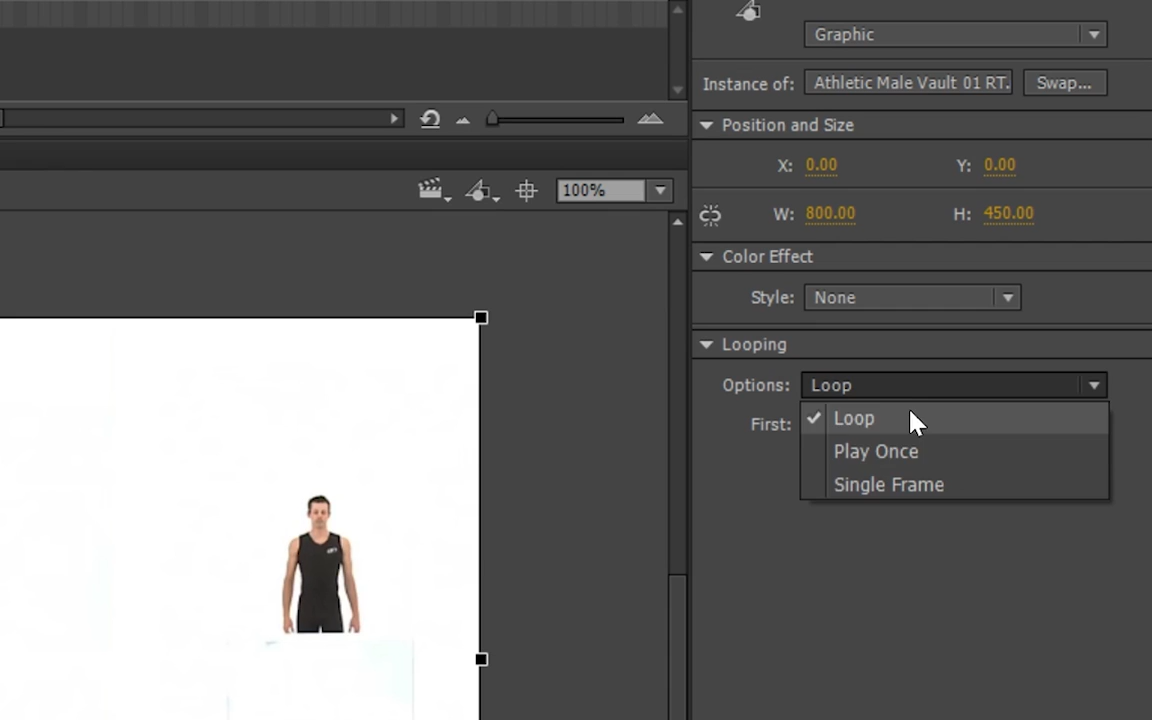 Graphic
Instance of: Athletic Male Vault 01 RT. Swap...
Position and Size
X: 0.00 Y: 0.00
100%
W: 800.00 H: 450.00
Color Effect
Style: None
Looping
Options: Loop
First: Loop
Play Once
Single Frame